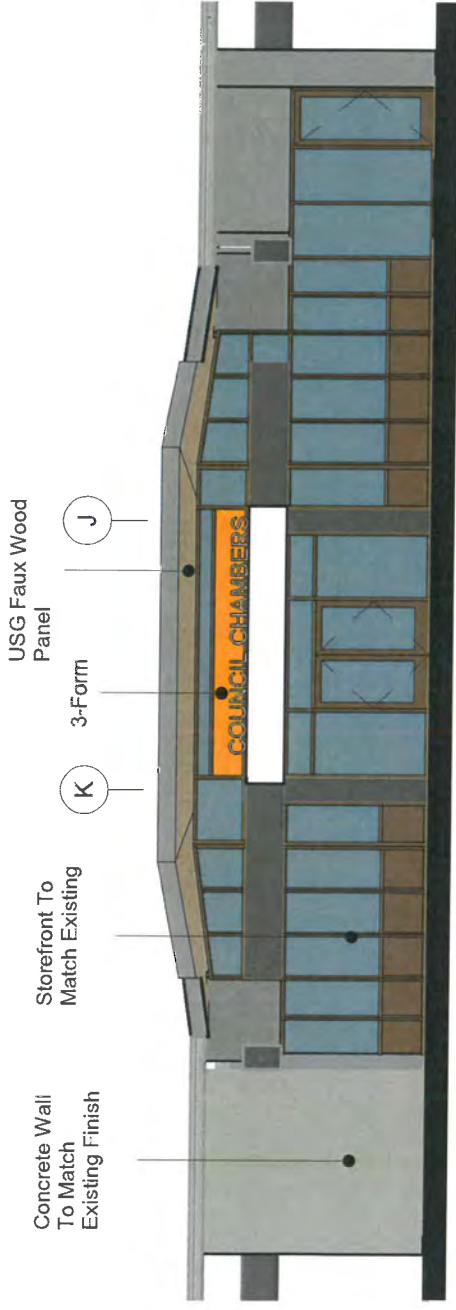 Concrete Wall
To Match
Existing Finish
Storefront To
Match Existing
K
3-Form
USG Faux Wood
Panel
J
COUNCIL CHAMBERS